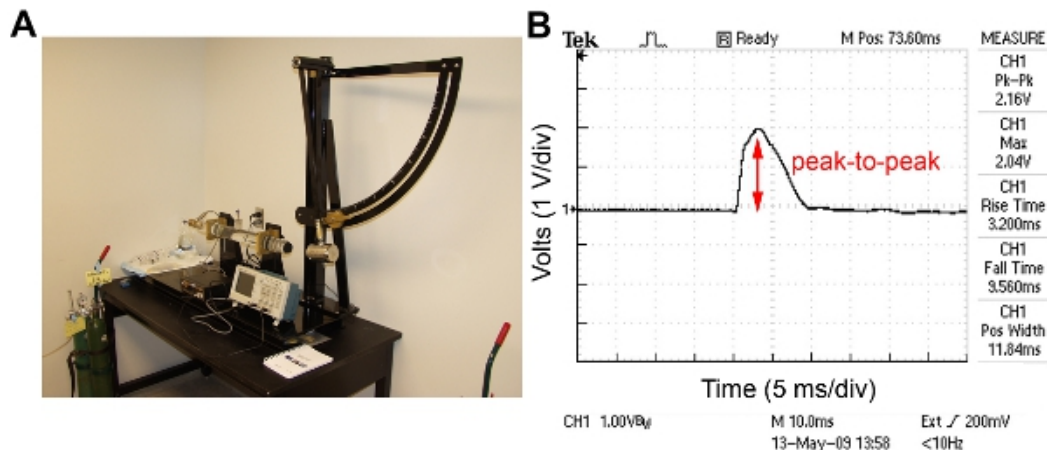 A
B
Tek
R Ready
M Pos: 73.60ms
MEASURE
CH1
Pk-Pk
2.16V
CH1
Max
2.04V
CH1
Rise Time
3.200ms
CH1
Fall Time
9.560ms
CH1
Pos Width
11.84ms
peak-to-peak
1
Volts (1 V/div)
Time (5 ms/div)
CH1 1.00VBW
M 10.0ms
Ext 200mV
13-May-09 13:58
<10Hz